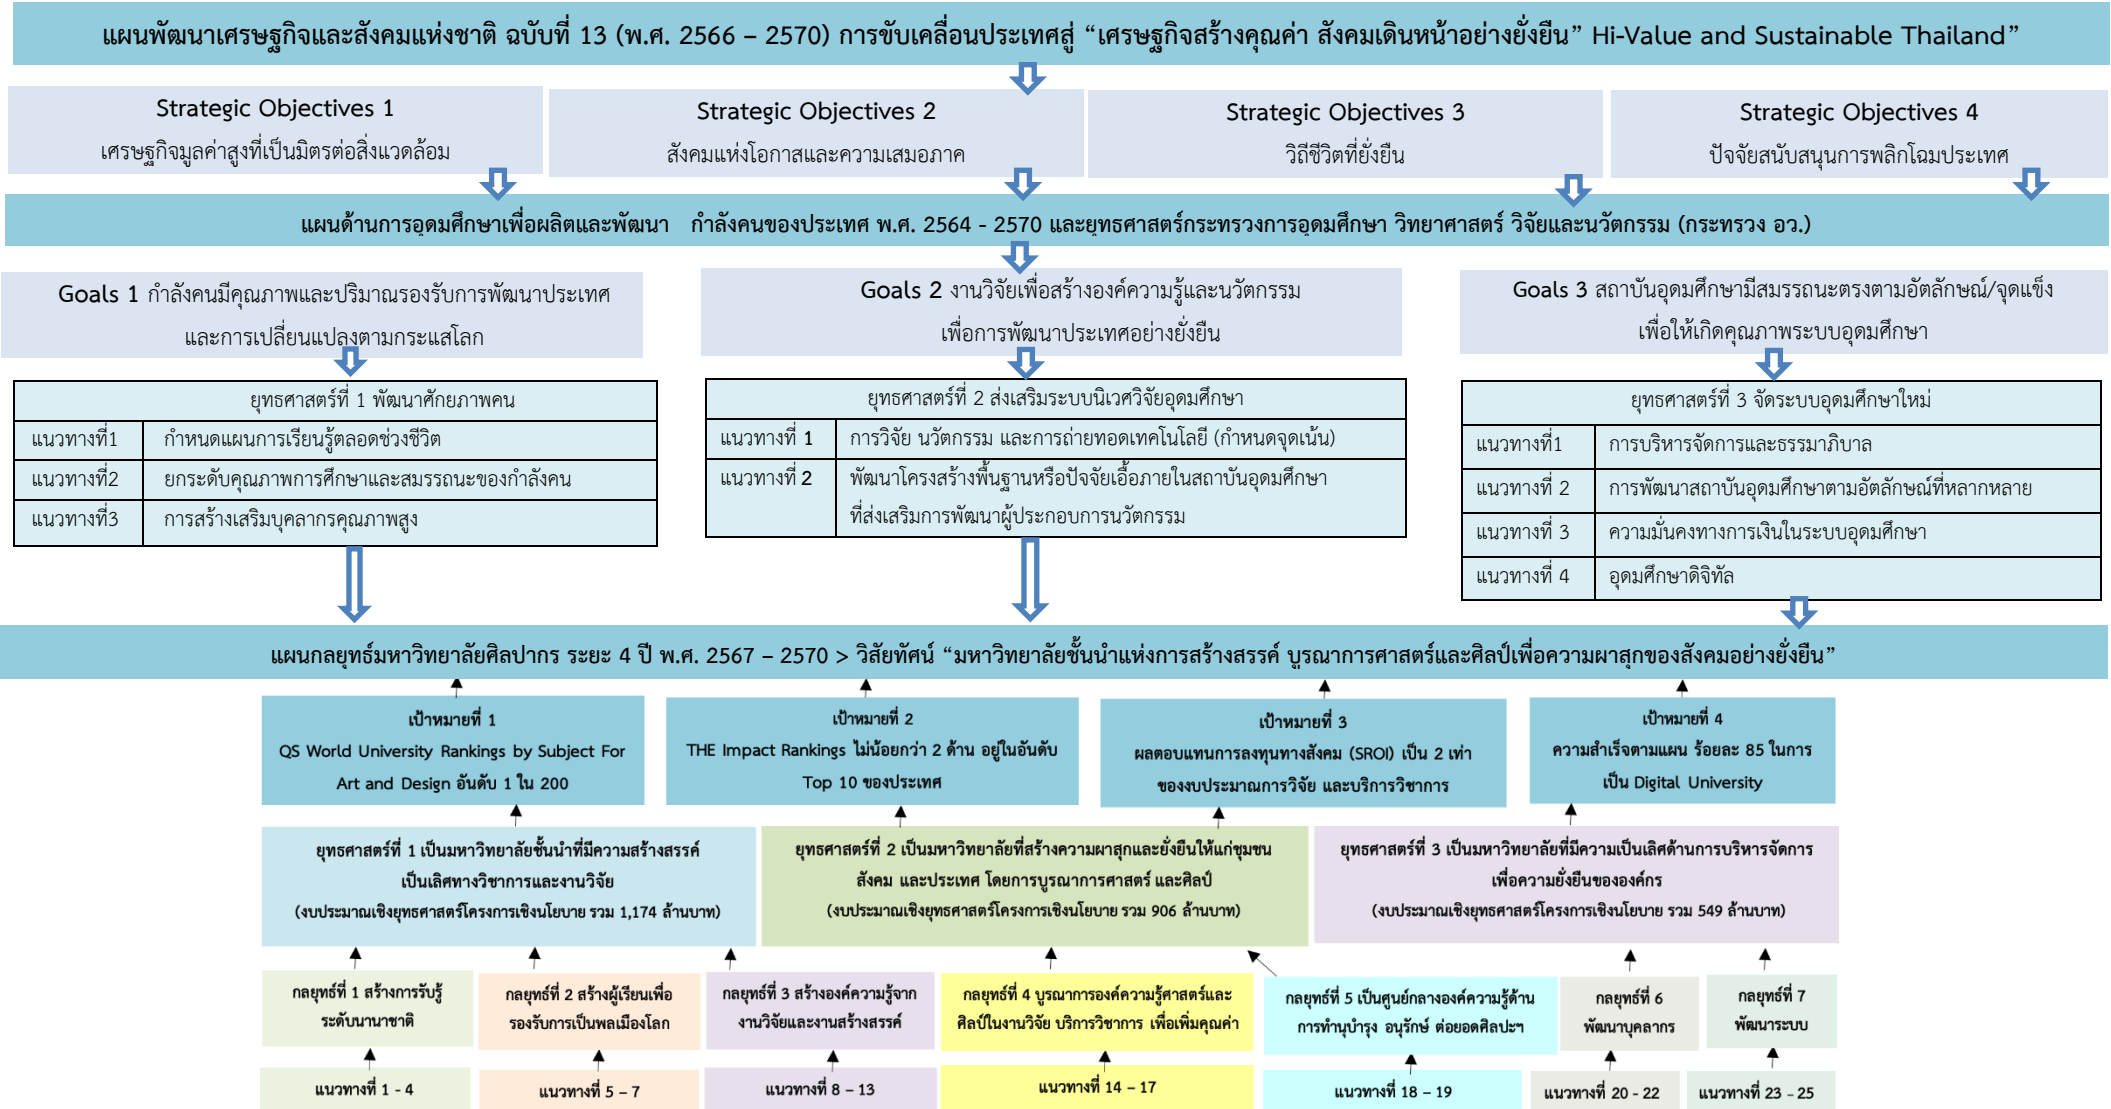 แผนพัฒนาเศรษฐกิจและสังคมแห่งชาติ ฉบับที่ 13 (พ.ศ. 2566 – 2570) การขับเคลื่อนประเทศสู่ “เศรษฐกิจสร้างคุณค่า สังคมเดินหน้าอย่างยั่งยืน” Hi-Value and Sustainable Thailand”
Strategic Objectives 1
เศรษฐกิจมูลค่าสูงที่เป็นมิตรต่อสิ่งแวดล้อม
Strategic Objectives 2
สังคมแห่งโอกาสและความเสมอภาค
Strategic Objectives 3
วิถีชีวิตที่ยั่งยืน
Strategic Objectives 4
ปัจจัยสนับสนุนการพลิกโฉมประเทศ
แผนด้านการอุดมศึกษาเพื่อผลิตและพัฒนา กำลังคนของประเทศ พ.ศ. 2564 - 2570 และยุทธศาสตร์กระทรวงการอุดมศึกษา วิทยาศาสตร์ วิจัยและนวัตกรรม (กระทรวง อว.)
Goals 1 กำลังคนมีคุณภาพและปริมาณรองรับการพัฒนาประเทศ
และการเปลี่ยนแปลงตามกระแสโลก
Goals 2 งานวิจัยเพื่อสร้างองค์ความรู้และนวัตกรรม
เพื่อการพัฒนาประเทศอย่างยั่งยืน
Goals 3 สถาบันอุดมศึกษามีสมรรถนะตรงตามอัตลักษณ์/จุดแข็ง
เพื่อให้เกิดคุณภาพระบบอุดมศึกษา
ยุทธศาสตร์ที่ 1 พัฒนาศักยภาพคน
แนวทางที่1 กำหนดแผนการเรียนรู้ตลอดช่วงชีวิต
แนวทางที่2 ยกระดับคุณภาพการศึกษาและสมรรถนะของกำลังคน
แนวทางที่3 การสร้างเสริมบุคลากรคุณภาพสูง
ยุทธศาสตร์ที่ 2 ส่งเสริมระบบนิเวศวิจัยอุดมศึกษา
แนวทางที่ 1 การวิจัย นวัตกรรม และการถ่ายทอดเทคโนโลยี (กำหนดจุดเน้น)
แนวทางที่ 2 พัฒนาโครงสร้างพื้นฐานหรือปัจจัยเอื้อภายในสถาบันอุดมศึกษา
ที่ส่งเสริมการพัฒนาผู้ประกอบการนวัตกรรม
ยุทธศาสตร์ที่ 3 จัดระบบอุดมศึกษาใหม่
แนวทางที่1 การบริหารจัดการและธรรมาภิบาล
แนวทางที่ 2 การพัฒนาสถาบันอุดมศึกษาตามอัตลักษณ์ที่หลากหลาย
แนวทางที่ 3 ความมั่นคงทางการเงินในระบบอุดมศึกษา
แนวทางที่ 4 อุดมศึกษาดิจิทัล
แผนกลยุทธ์มหาวิทยาลัยศิลปากร ระยะ 4 ปี พ.ศ. 2567 – 2570 > วิสัยทัศน์ “มหาวิทยาลัยชั้นนำแห่งการสร้างสรรค์ บูรณาการศาสตร์และศิลป์เพื่อความผาสุกของสังคมอย่างยั่งยืน”
เป้าหมายที่ 1
QS World University Rankings by Subject For
Art and Design อันดับ 1 ใน 200
เป้าหมายที่ 2
THE Impact Rankings ไม่น้อยกว่า 2 ด้าน อยู่ในอันดับ
Top 10 ของประเทศ
เป้าหมายที่ 3
ผลตอบแทนการลงทุนทางสังคม (SROI) เป็น 2 เท่า
ของงบประมาณการวิจัย และบริการวิชาการ
เป้าหมายที่ 4
ความสำเร็จตามแผน ร้อยละ 85 ในการ
เป็น Digital University
ยุทธศาสตร์ที่ 1 เป็นมหาวิทยาลัยชั้นนำที่มีความสร้างสรรค์
เป็นเลิศทางวิชาการและงานวิจัย
(งบประมาณเชิงยุทธศาสตร์โครงการเชิงนโยบาย รวม 1,174 ล้านบาท)
ยุทธศาสตร์ที่ 2 เป็นมหาวิทยาลัยที่สร้างความผาสุกและยั่งยืนให้แก่ชุมชน
สังคม และประเทศ โดยการบูรณาการศาสตร์ และศิลป์
(งบประมาณเชิงยุทธศาสตร์โครงการเชิงนโยบาย รวม 906 ล้านบาท)
ยุทธศาสตร์ที่ 3 เป็นมหาวิทยาลัยที่มีความเป็นเลิศด้านการบริหารจัดการ
เพื่อความยั่งยืนขององค์กร
(งบประมาณเชิงยุทธศาสตร์โครงการเชิงนโยบาย รวม 549 ล้านบาท)
กลยุทธ์ที่ 1 สร้างการรับรู้
ระดับนานาชาติ
กลยุทธ์ที่ 2 สร้างผู้เรียนเพื่อ
รองรับการเป็นพลเมืองโลก
กลยุทธ์ที่ 3 สร้างองค์ความรู้จาก
งานวิจัยและงานสร้างสรรค์
กลยุทธ์ที่ 4 บูรณาการองค์ความรู้ศาสตร์และ
ศิลป์ในงานวิจัย บริการวิชาการ เพื่อเพิ่มคุณค่า
กลยุทธ์ที่ 5 เป็นศูนย์กลางองค์ความรู้ด้าน
การทำนุบำรุง อนุรักษ์ ต่อยอดศิลปะฯ
กลยุทธ์ที่ 6
พัฒนาบุคลากร
กลยุทธ์ที่ 7
พัฒนาระบบ
แนวทางที่ 1 - 4
แนวทางที่ 5 – 7
แนวทางที่ 8 – 13
แนวทางที่ 14 – 17
แนวทางที่ 18 – 19
แนวทางที่ 20 - 22
แนวทางที่ 23 - 25